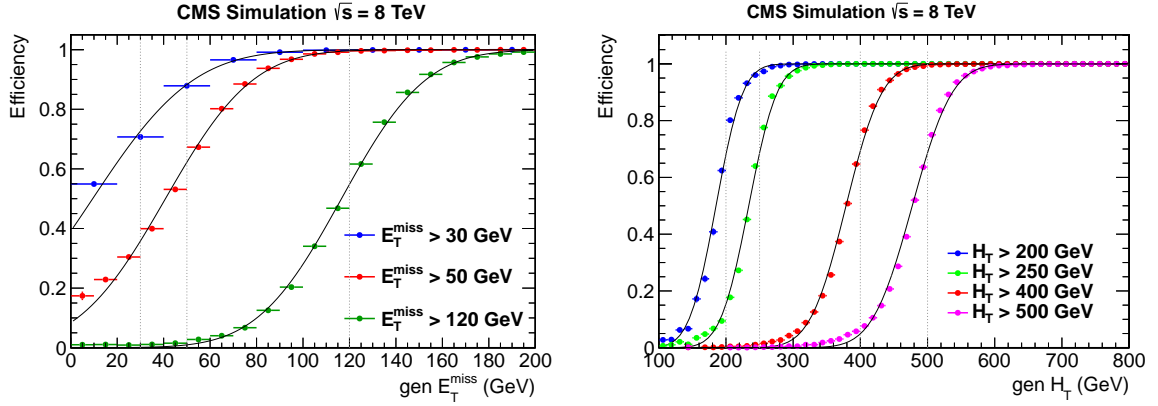 CMS Simulation √s = 8 TeV
Efficiency
1
0.8
0.6
0.4
0.2
0
E_T^miss > 30 GeV
E_T^miss > 50 GeV
E_T^miss > 120 GeV
0 20 40 60 80 100 120 140 160 180 200
gen E_T^miss (GeV)
CMS Simulation √s = 8 TeV
Efficiency
1
0.8
0.6
0.4
0.2
0
H_T > 200 GeV
H_T > 250 GeV
H_T > 400 GeV
H_T > 500 GeV
100 200 300 400 500 600 700 800
gen H_T (GeV)